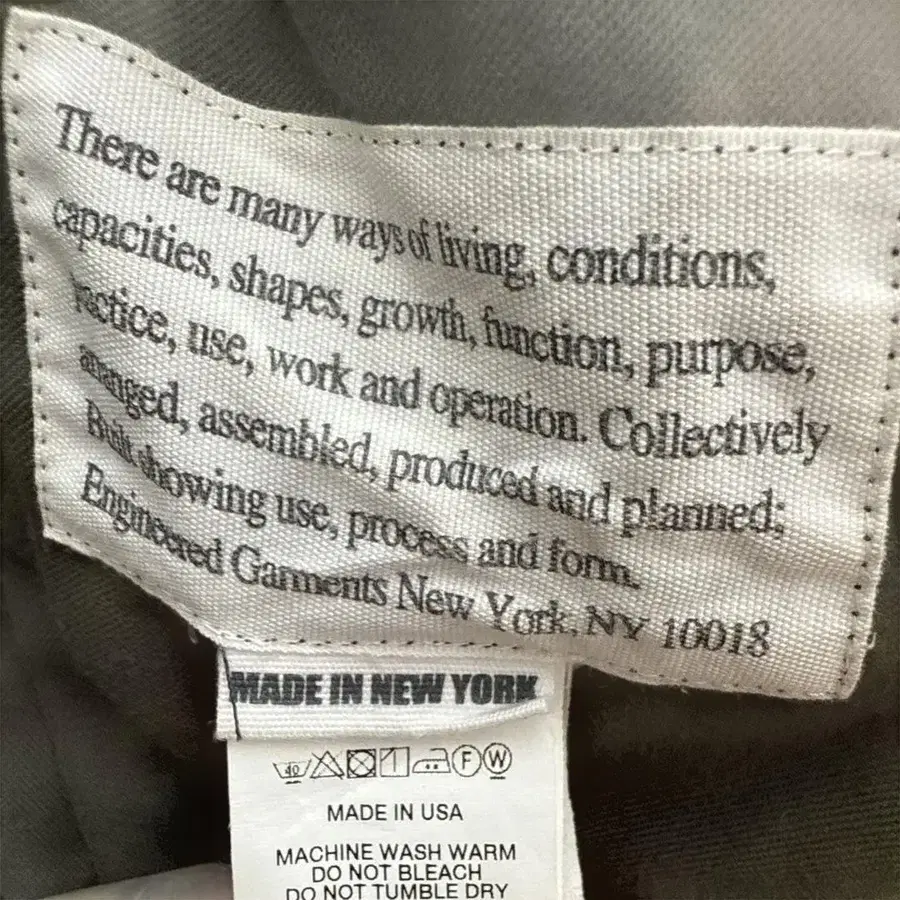 There are many ways of living, conditions,
capacities, shapes, growth, function, purpose,
practice, use, work and operation. Collectively
arranged, assembled, produced and planned;
Built showing use, process and form.
Engineered Garments New York, NY 10018
MADE IN NEW YORK
40 F W
MADE IN USA
MACHINE WASH WARM
DO NOT BLEACH
DO NOT TUMBLE DRY